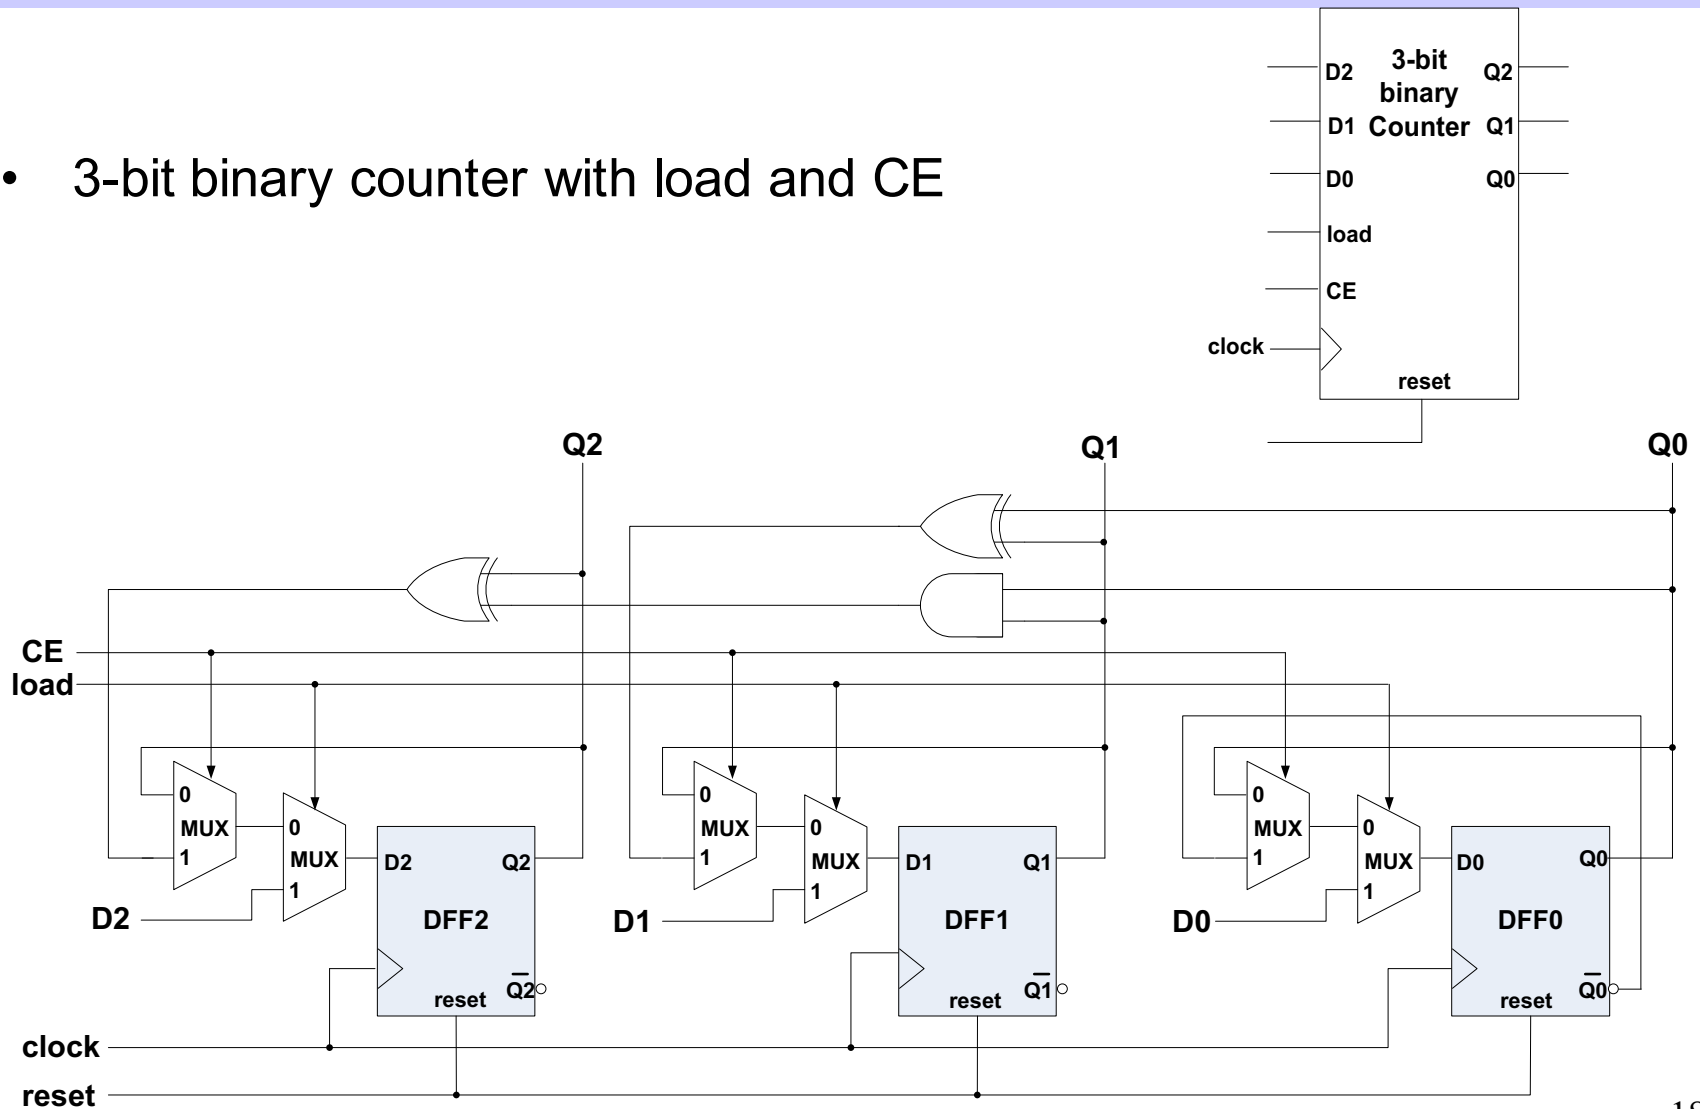 3-bit
D2 Q2
binary
D1 Counter Q1
• 3-bit binary counter with load and CE
D0 Q0
load
CE
clock
reset
Q2 Q1 Q0
CE
load
0 0 0
MUX 0 MUX 0 MUX 0
1 MUX D2 Q2 1 MUX D1 Q1 1 MUX D0 Q0
1 1 1
D2 DFF2 D1 DFF1 D0 DFF0
reset Q2 reset Q1 reset Q0
clock
reset